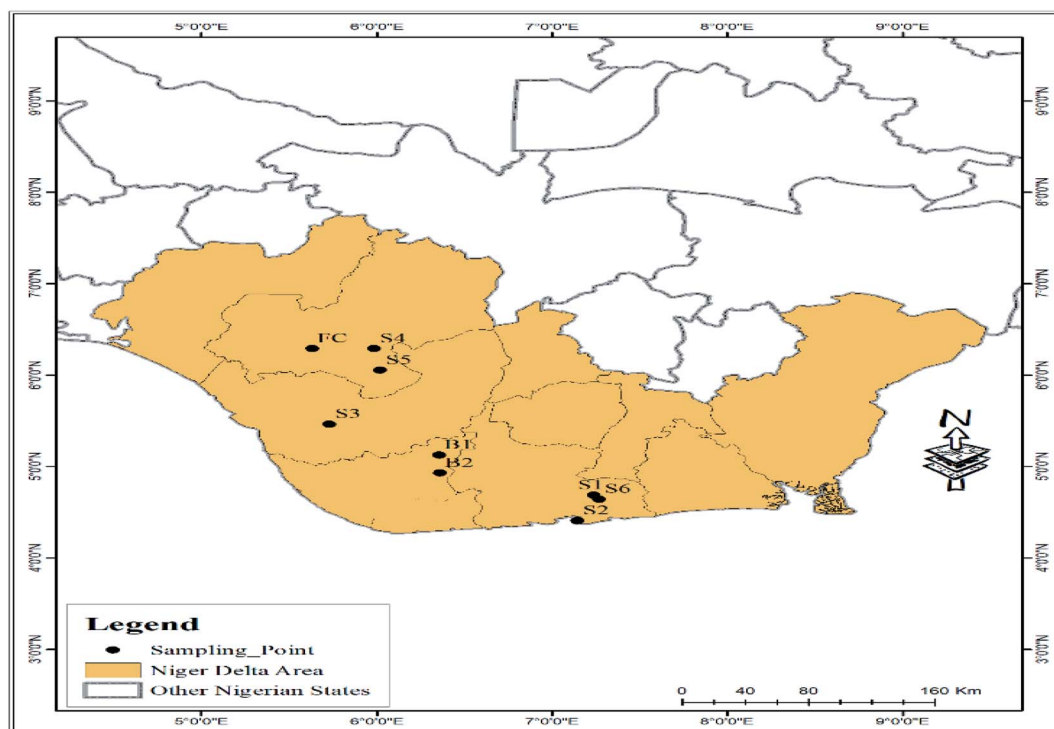 5°0'0"E 6°0'0"E 7°0'0"E 8°0'0"E 9°0'0"E
9°0'0"N 9°0'0"N
8°0'0"N 8°0'0"N
7°0'0"N 7°0'0"N
FC S4
6°0'0"N S5 6°0'0"N
S3
N
B1
5°0'0"N B2 5°0'0"N
S1 S6
S2
4°0'0"N 4°0'0"N
Legend
3°0'0"N Sampling_Point 3°0'0"N
Niger Delta Area
Other Nigerian States
0 40 80 160 Km
5°0'0"E 6°0'0"E 7°0'0"E 8°0'0"E 9°0'0"E